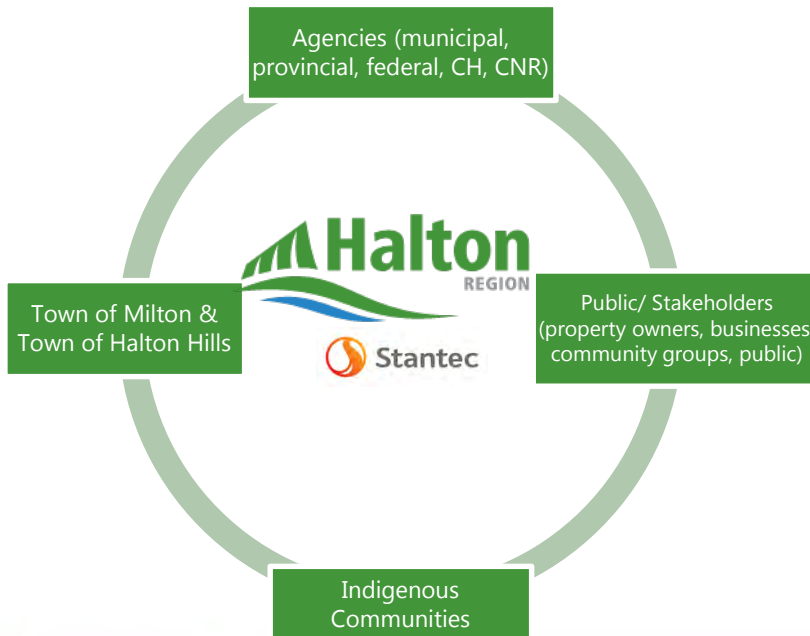 Agencies (municipal,
provincial, federal, CH, CNR)
Halton
REGION
Stantec
Town of Milton &
Town of Halton Hills
Public/ Stakeholders
(property owners, businesses
community groups, public)
Indigenous
Communities